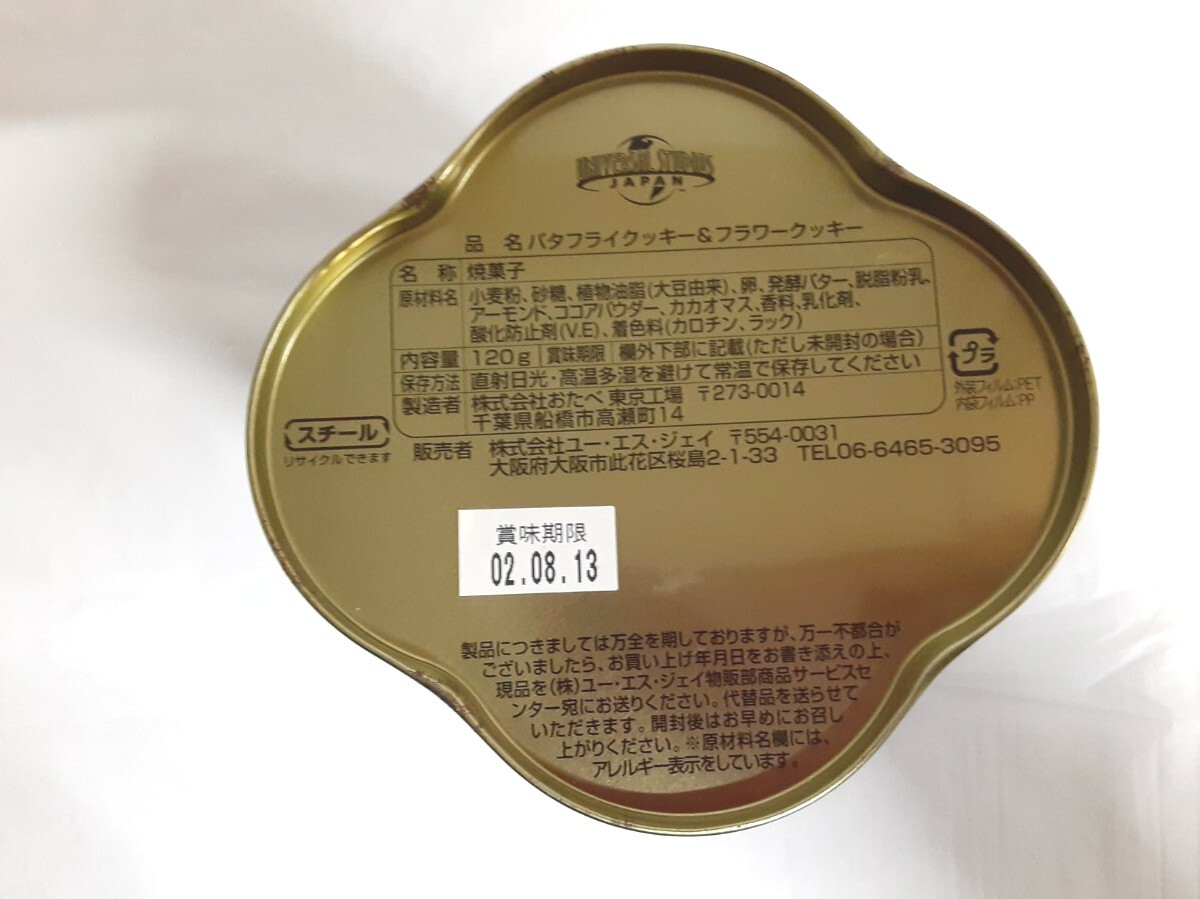 UNIVERSAL STUDIOS
JAPAN
品 名 バタフライクッキー&フラワークッキー
名 称 焼菓子
原材料名 小麦粉、砂糖、植物油脂(大豆由来)、卵、発酵バター、脱脂粉乳、
アーモンド、ココアパウダー、カカオマス、香料、乳化剤、
酸化防止剤(V.E)、着色料(カロチン、ラック)
内容量 120g 賞味期限 欄外下部に記載(ただし未開封の場合)
保存方法 直射日光・高温多湿を避けて常温で保存してください
製造者 株式会社おたべ 東京工場 〒273-0014
千葉県船橋市高瀬町14
プラ
外装フィルム:PET
内袋フィルム:PP
スチール
リサイクルできます
販売者 株式会社ユー・エス・ジェイ 〒554-0031
大阪府大阪市此花区桜島2-1-33 TEL06-6465-3095
賞味期限
02.08.13
製品につきましては万全を期しておりますが、万一不都合が
ございましたら、お買い上げ年月日をお書き添えの上、
現品を(株)ユー・エス・ジェイ物販部商品サービスセ
ンター宛にお送りください。代替品を送らせて
いただきます。開封後はお早めにお召し
上がりください。※原材料名欄には、
アレルギー表示をしています。